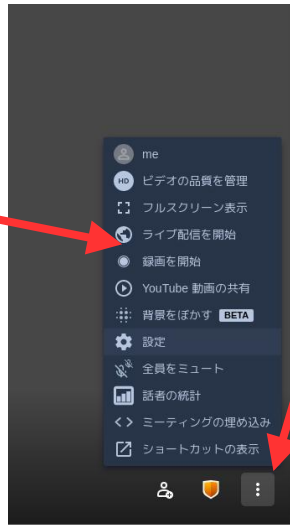 me
HD ビデオの品質を管理
フルスクリーン表示
ライブ配信を開始
録画を開始
YouTube 動画の共有
背景をぼかす BETA
設定
全員をミュート
話者の統計
ミーティングの埋め込み
ショートカットの表示